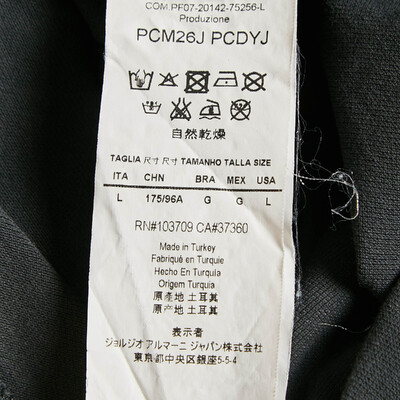 COM.PF07-20142-75256-L
Produzione
PCM26J PCDYJ
自然乾燥
TAGLIA 尺寸 尺寸 TAMANHO TALLA SIZE
ITA CHN BRA MEX USA
L 175/96A G G L
RN#103709 CA#37360
Made in Turkey
Fabriqué en Turquie
Hecho En Turquia
Origem Turquia
原產地 土耳其
原产地 土耳其
表示者
ジョルジオ アルマーニ ジャパン株式会社
東京都中央区銀座5-5-4